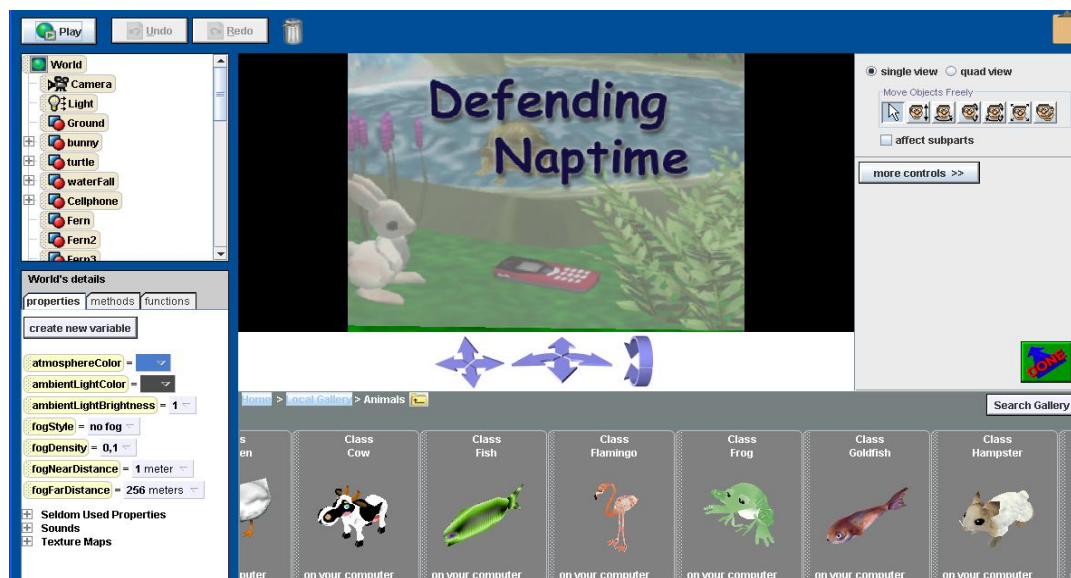 Play
Undo
Redo
World
Camera
Light
Ground
bunny
turtle
waterFall
Cellphone
Fern
Fern2
Fern3
World's details
properties methods functions
create new variable
atmosphereColor =
ambientLightColor =
ambientLightBrightness = 1
fogStyle = no fog
fogDensity = 0,1
fogNearDistance = 1 meter
fogFarDistance = 256 meters
Seldom Used Properties
Sounds
Texture Maps
Defending
Naptime
single view quad view
Move Objects Freely
affect subparts
more controls >>
DONE
Home > Local Gallery > Animals
Search Gallery
Class
Cow
on your computer
Class
Fish
on your computer
Class
Flamingo
on your computer
Class
Frog
on your computer
Class
Goldfish
on your computer
Class
Hampster
on your computer